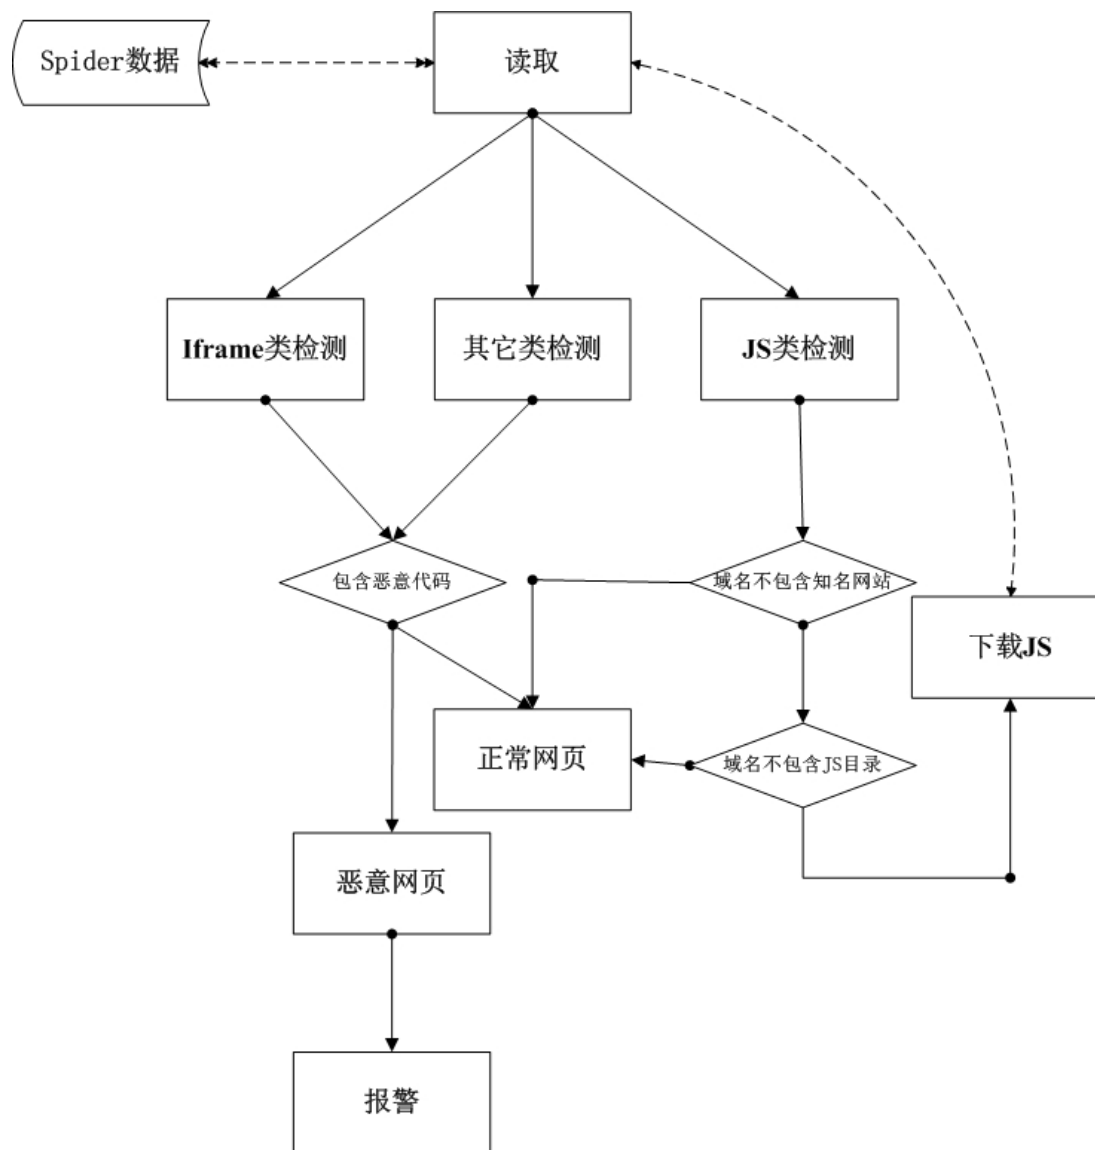 Spider数据
读取
Iframe类检测
其它类检测
JS类检测
包含恶意代码
域名不包含知名网站
下载JS
正常网页
域名不包含JS目录
恶意网页
报警